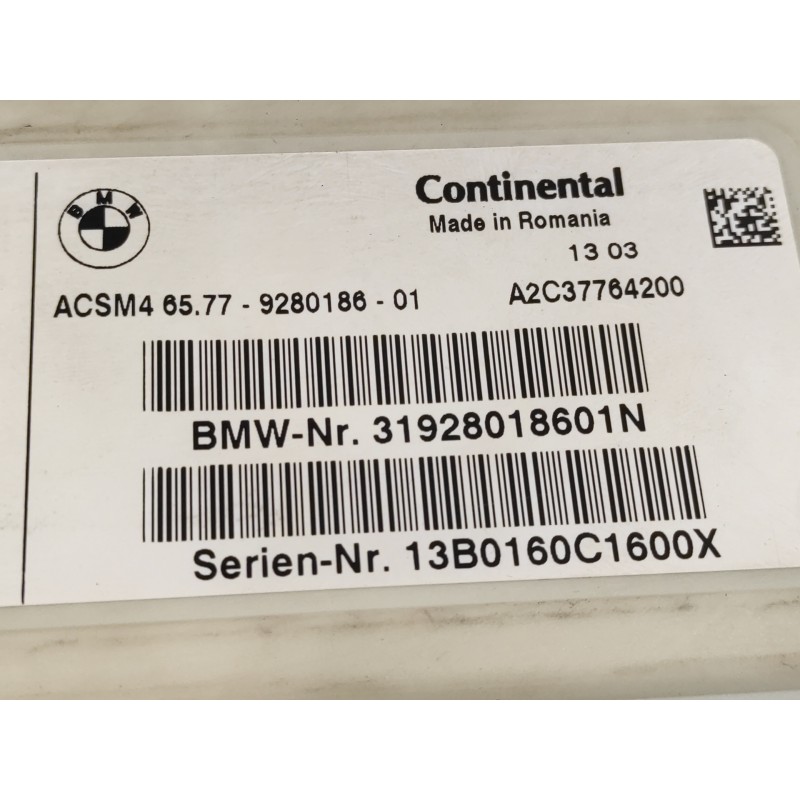 BMW
Continental
Made in Romania
13 03
ACSM4 65.77 - 9280186 - 01
A2C37764200
BMW-Nr. 31928018601N
Serien-Nr. 13B0160C1600X